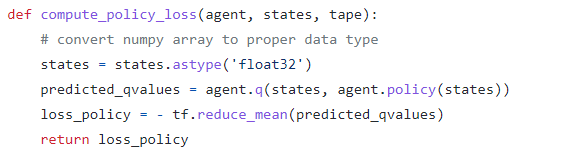 def compute_policy_loss(agent, states, tape):
    # convert numpy array to proper data type
    states = states.astype('float32')
    predicted_qvalues = agent.q(states, agent.policy(states))
    loss_policy = - tf.reduce_mean(predicted_qvalues)
    return loss_policy